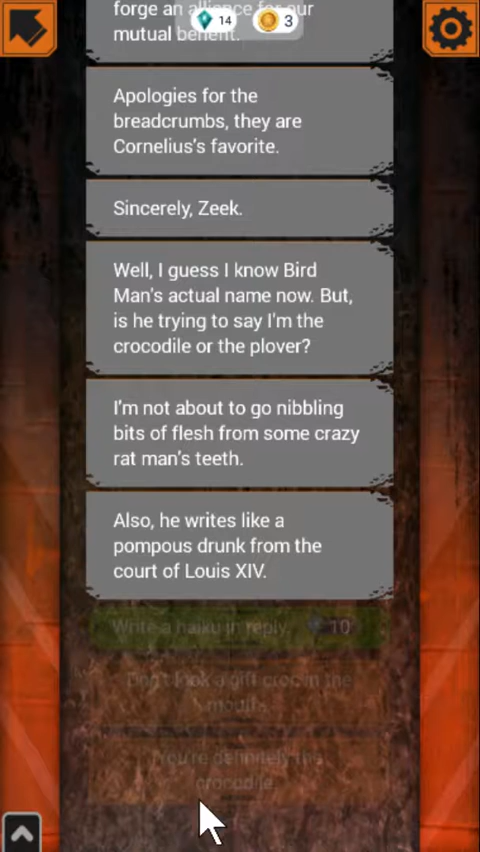 forge an alliance for our
14
3
mutual benefit.
Apologies for the
breadcrumbs, they are
Cornelius's favorite.
Sincerely, Zeek.
Well, I guess I know Bird
Man's actual name now. But,
is he trying to say I'm the
crocodile or the plover?
I'm not about to go nibbling
bits of flesh from some crazy
rat man's teeth.
Also, he writes like a
pompous drunk from the
court of Louis XIV.
Write a haiku in reply. 10
Don't look a gift croc in the
mouth.
You're definitely the
crocodile.